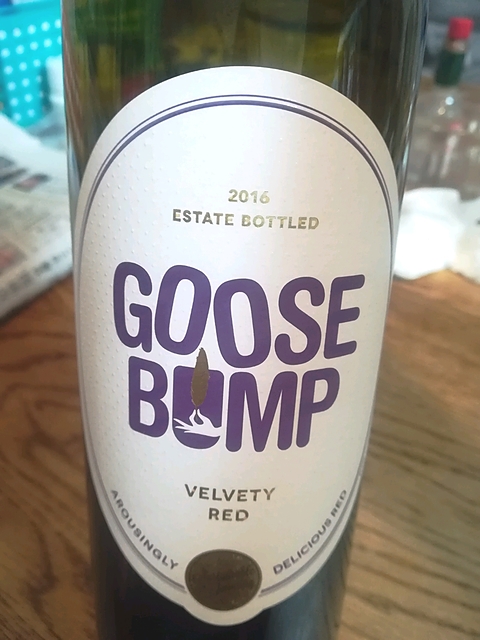 2016
ESTATE BOTTLED
GOOSE
BUMP
VELVETY
RED
AROUSINGLY
DELICIOUS RED